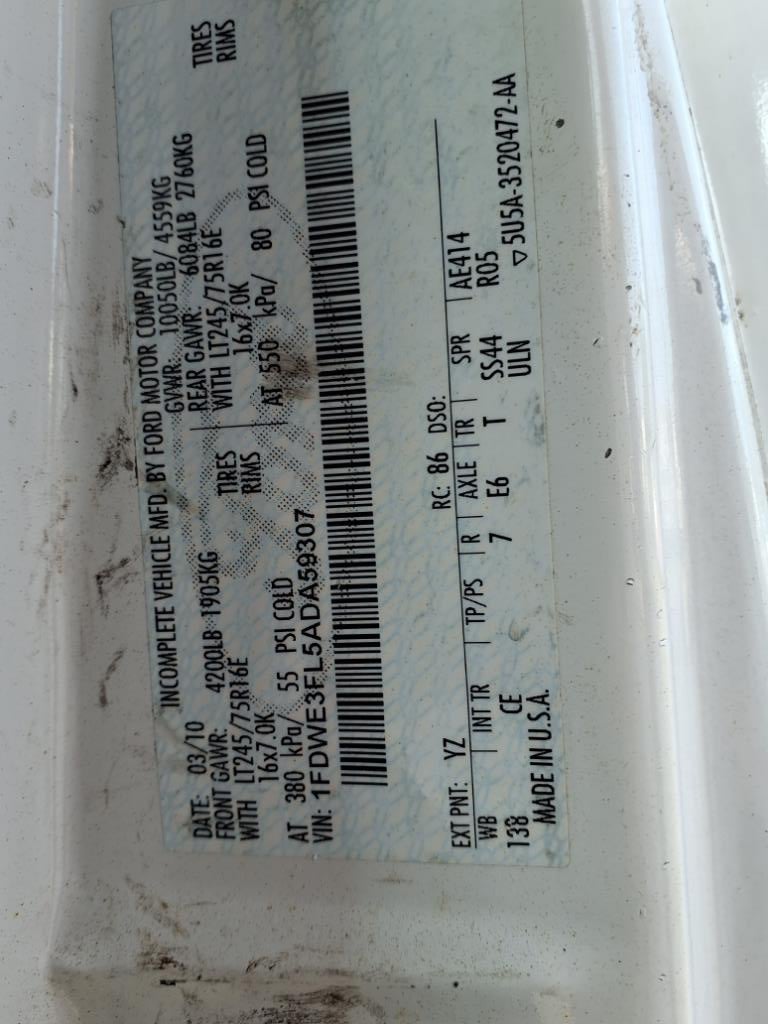 INCOMPLETE VEHICLE MFD. BY FORD MOTOR COMPANY
DATE: 03/10 GVWR: 10050LB/ 4559KG
FRONT GAWR: 4200LB 1905KG REAR GAWR: 6084LB 2760KG
WITH LT245/75R16E TIRES WITH LT245/75R16E TIRES
16x7.0K RIMS 16x7.0K RIMS
AT 380 kPa/ 55 PSI COLD AT 550 kPa/ 80 PSI COLD
VIN: 1FDWE3FL5ADA59307
EXT PNT: YZ RC: 86 DSO:
WB INT TR TP/PS R AXLE TR SPR AE414
138 CE 7 E6 T SS44 R05
MADE IN U.S.A. ULN ▽ 5U5A-3520472-AA